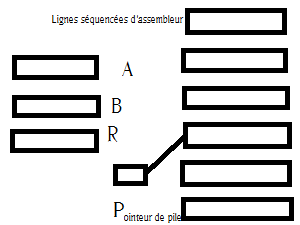 Lignes séquencées d'assembleur
A
B
R
Pointeur de pile